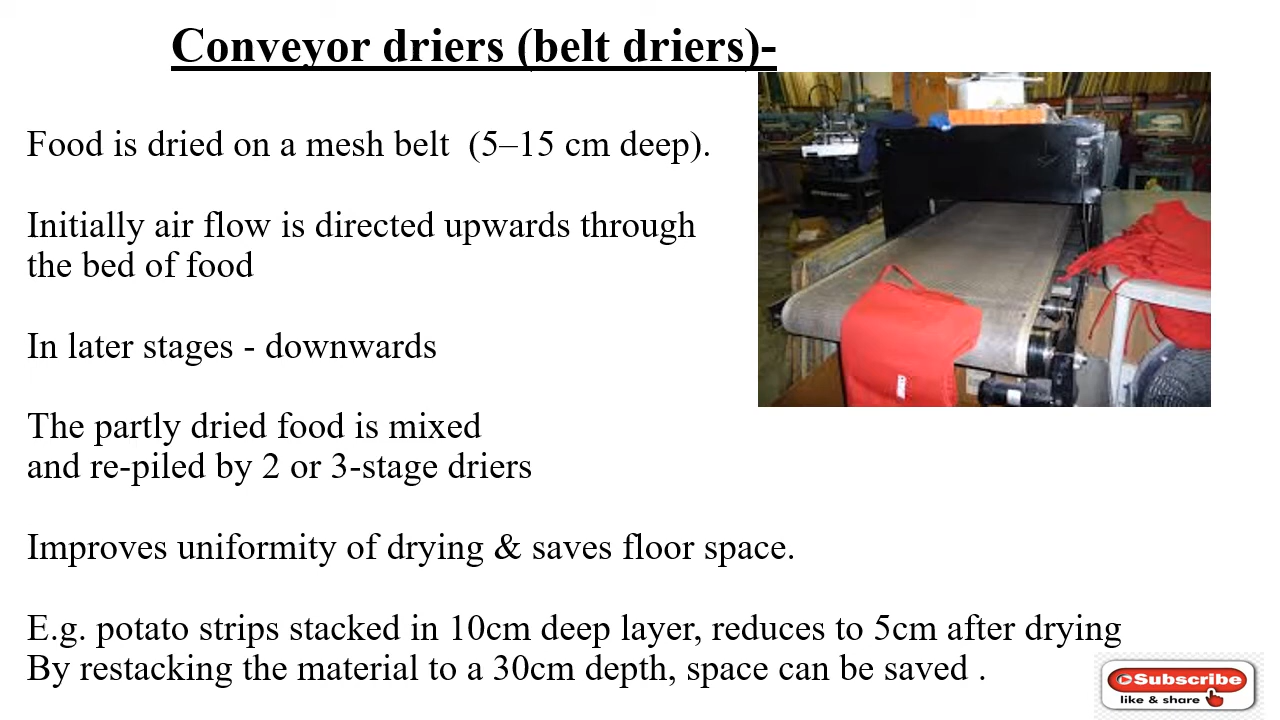 Conveyor driers (belt driers)-
Food is dried on a mesh belt  (5–15 cm deep).
Initially air flow is directed upwards through
the bed of food
In later stages - downwards
The partly dried food is mixed
and re-piled by 2 or 3-stage driers
Improves uniformity of drying & saves floor space.
E.g. potato strips stacked in 10cm deep layer, reduces to 5cm after drying
By restacking the material to a 30cm depth, space can be saved .
Subscribe
like & share